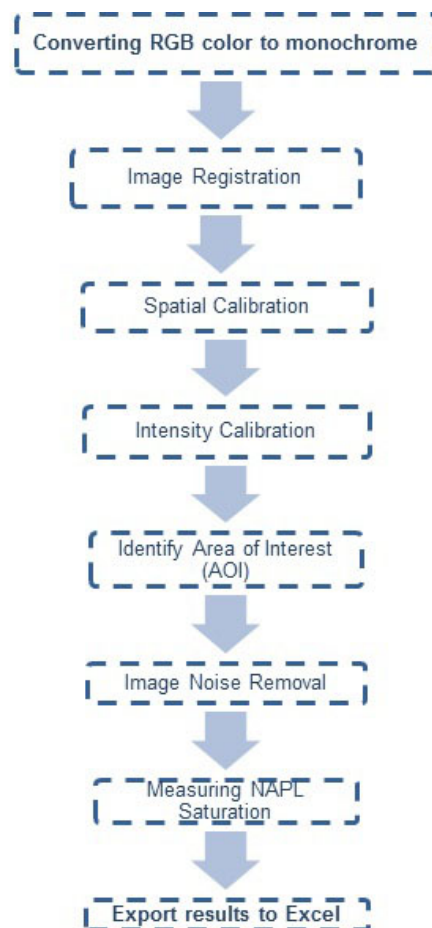 Converting RGB color to monochrome
Image Registration
Spatial Calibration
Intensity Calibration
Identify Area of Interest
(AOI)
Image Noise Removal
Measuring NAPL
Saturation
Export results to Excel